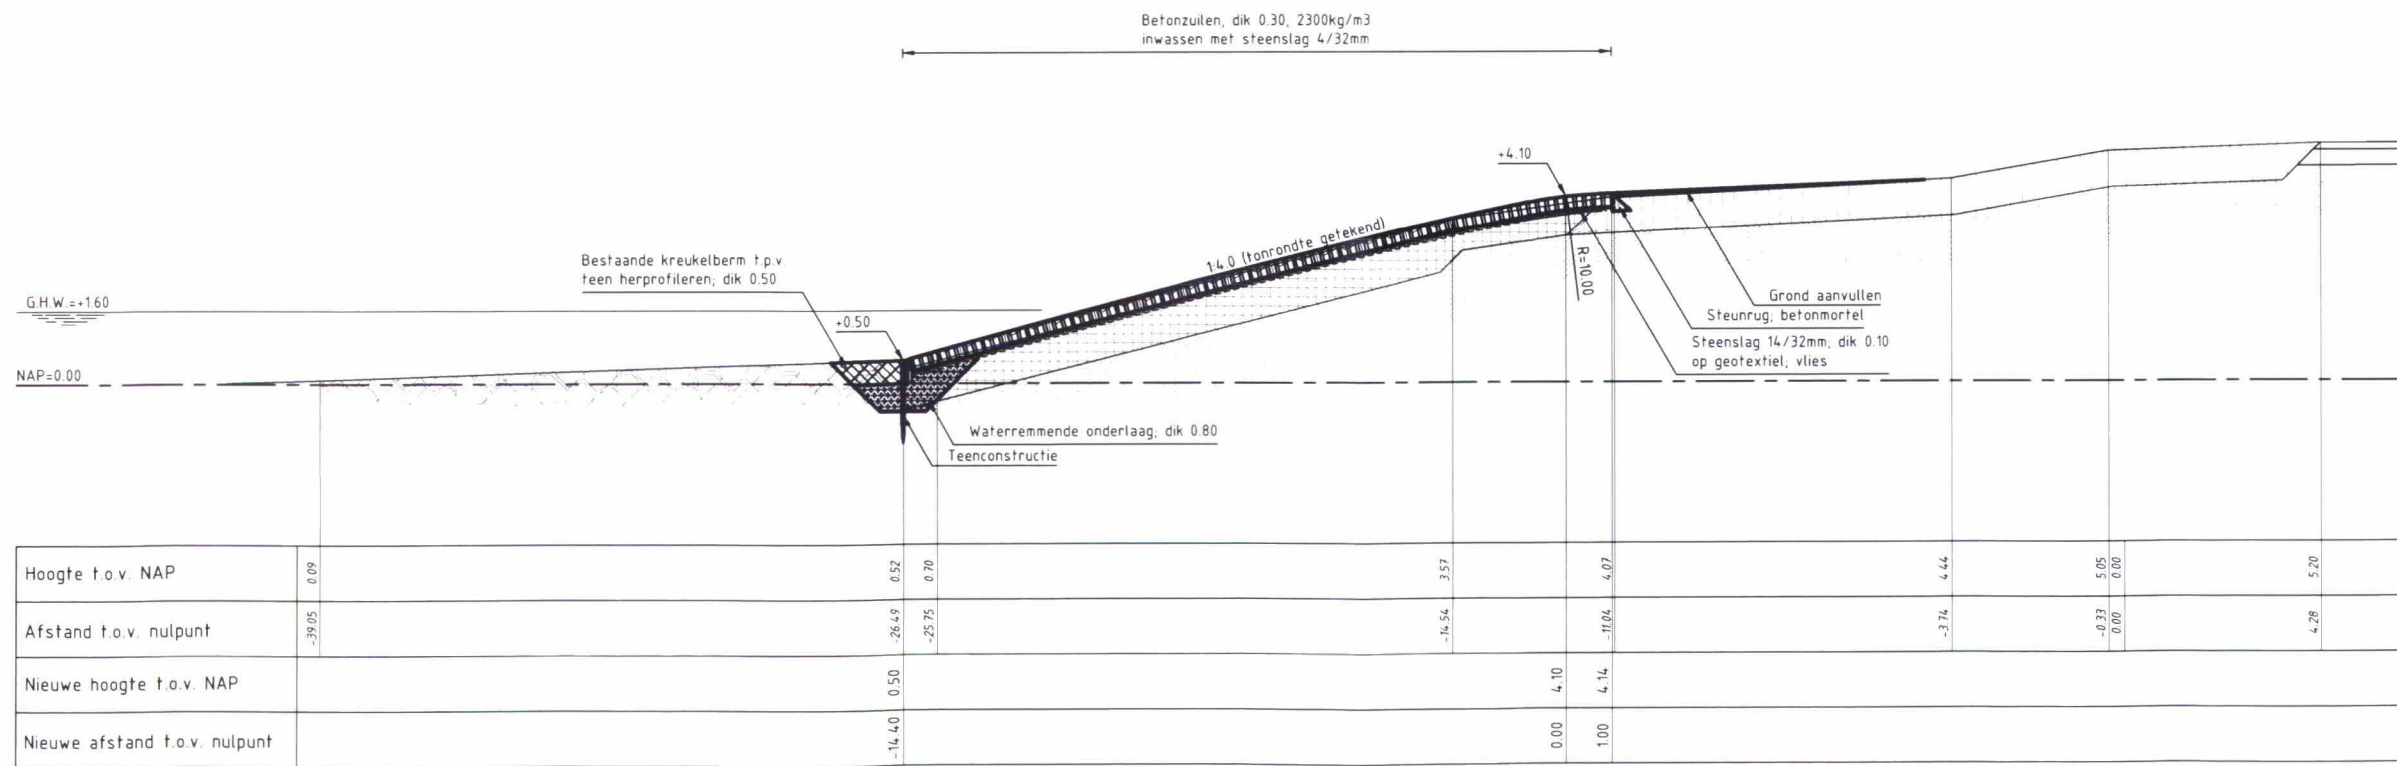 Betonzuilen, dik 0.30, 2300kg/m3
inwassen met steenslag 4/32mm
+4.10
1:4.0 (tonrondte getekend)
Bestaande kreukelberm t.p.v.
teen herprofileren; dik 0.50
R=10.00
G.H.W.=+1.60
+0.50
Grond aanvullen
Steunrug; betonmortel
Steenslag 14/32mm; dik 0.10
op geotextiel; vlies
NAP=0.00
Waterremmende onderlaag; dik 0.80
Teenconstructie
Hoogte t.o.v. NAP 0.09 0.52 0.70 3.57 4.07 4.44 5.05 0.00 5.20
Afstand t.o.v. nulpunt -39.05 -26.49 -25.75 -14.54 -11.04 -3.74 -0.33 0.00 4.28
Nieuwe hoogte t.o.v. NAP 0.50 4.10 4.14
Nieuwe afstand t.o.v. nulpunt -14.40 0.00 1.00